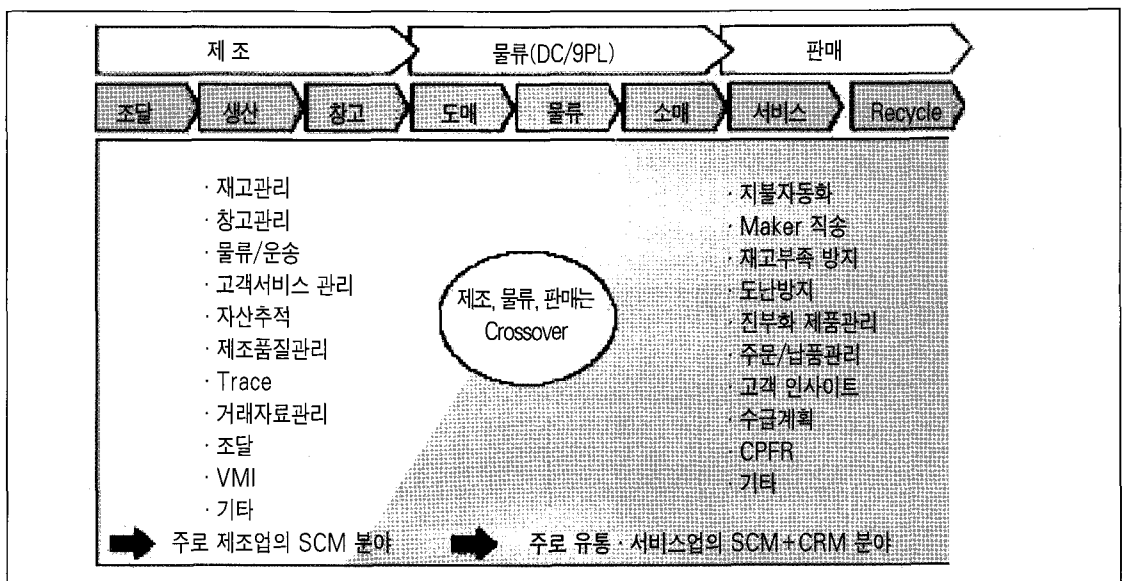 제 조 물류(DC/9PL) 판매
조달 생산 창고 도매 물류 소매 서비스 Recycle
· 재고관리
· 창고관리
· 물류/운송
· 고객서비스 관리
· 자산추적
· 제조품질관리
· Trace
· 거래자료관리
· 조달
· VMI
· 기타
제조, 물류, 판매는
Crossover
· 지불자동화
· Maker 직송
· 재고부족 방지
· 도난방지
· 진부화 제품관리
· 주문/납품관리
· 고객 인사이트
· 수급계획
· CPFR
· 기타
주로 제조업의 SCM 분야
주로 유통 · 서비스업의 SCM+CRM 분야